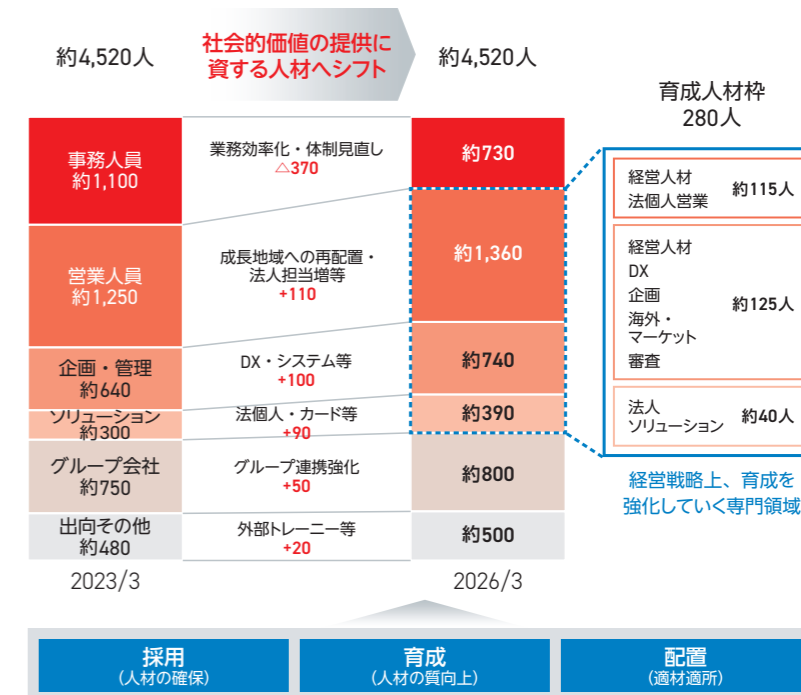 約4,520人
社会的価値の提供に
資する人材へシフト
約4,520人
事務人員
約1,100
業務効率化・体制見直し
△370
約730
営業人員
約1,250
成長地域への再配置・
法人担当増等
+110
約1,360
企画・管理
約640
DX・システム等
+100
約740
ソリューション
約300
法個人・カード等
+90
約390
グループ会社
約750
グループ連携強化
+50
約800
出向その他
約480
外部トレーニー等
+20
約500
2023/3
2026/3
育成人材枠
280人
経営人材
法個人営業
約115人
経営人材
DX
企画
海外・
マーケット
審査
約125人
法人
ソリューション
約40人
経営戦略上、育成を
強化していく専門領域
採用
（人材の確保）
育成
（人材の質向上）
配置
（適材適所）